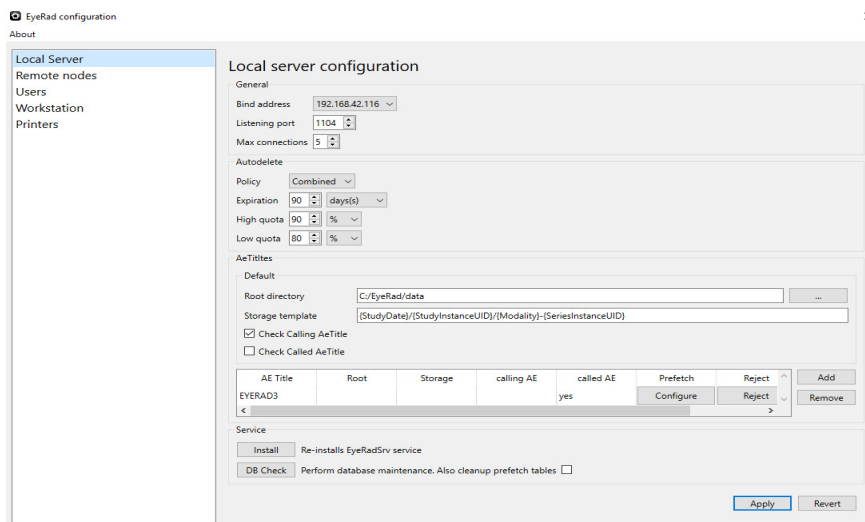 EyeRad configuration
About
Local Server
Remote nodes
Users
Workstation
Printers
Local server configuration
General
Bind address 192.168.42.116
Listening port 1104
Max connections 5
Autodelete
Policy Combined
Expiration 90 days(s)
High quota 90 %
Low quota 80 %
AeTitltes
Default
Root directory C:/EyeRad/data ...
Storage template {StudyDate}/{StudyInstanceUID}/{Modality}-{SeriesInstanceUID}
Check Calling AeTitle
Check Called AeTitle
AE Title Root Storage calling AE called AE Prefetch Reject Add
EYERAD3 yes Configure Reject Remove
Service
Install Re-installs EyeRadSrv service
DB Check Perform database maintenance. Also cleanup prefetch tables
Apply Revert